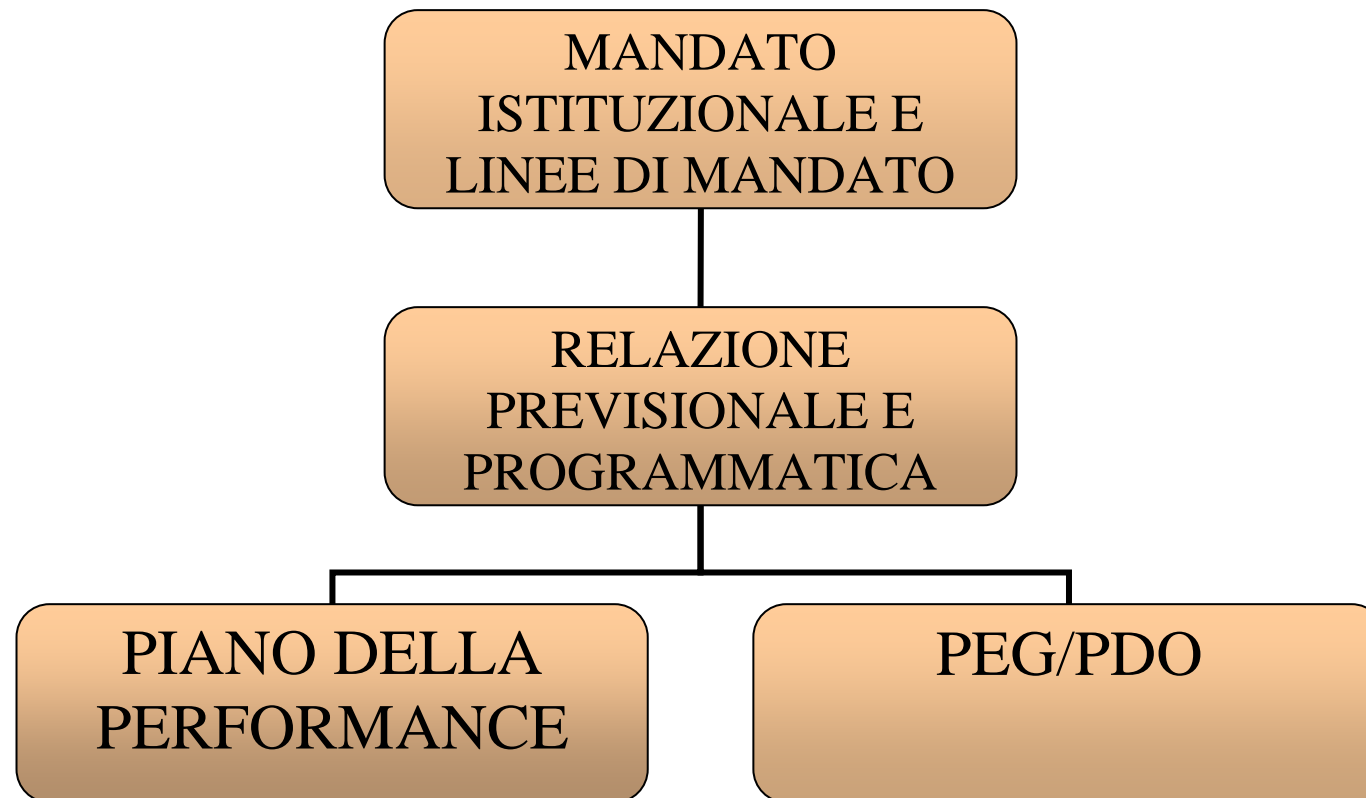 MANDATO
ISTITUZIONALE E
LINEE DI MANDATO
RELAZIONE
PREVISIONALE E
PROGRAMMATICA
PIANO DELLA
PERFORMANCE
PEG/PDO